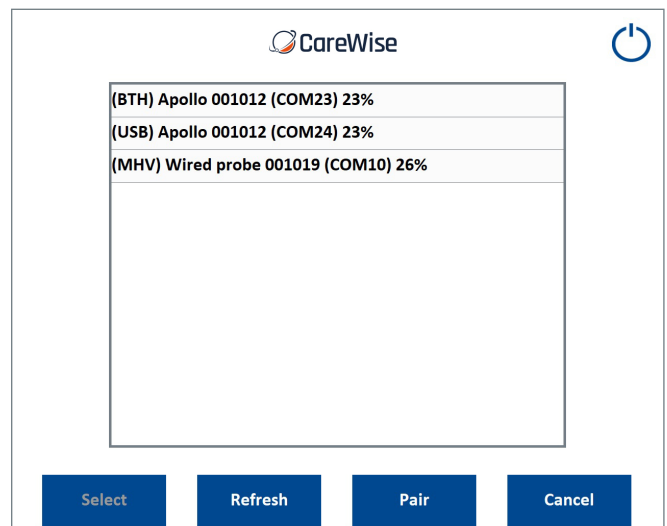 CareWise
(BTH) Apollo 001012 (COM23) 23%
(USB) Apollo 001012 (COM24) 23%
(MHV) Wired probe 001019 (COM10) 26%
Select Refresh Pair Cancel